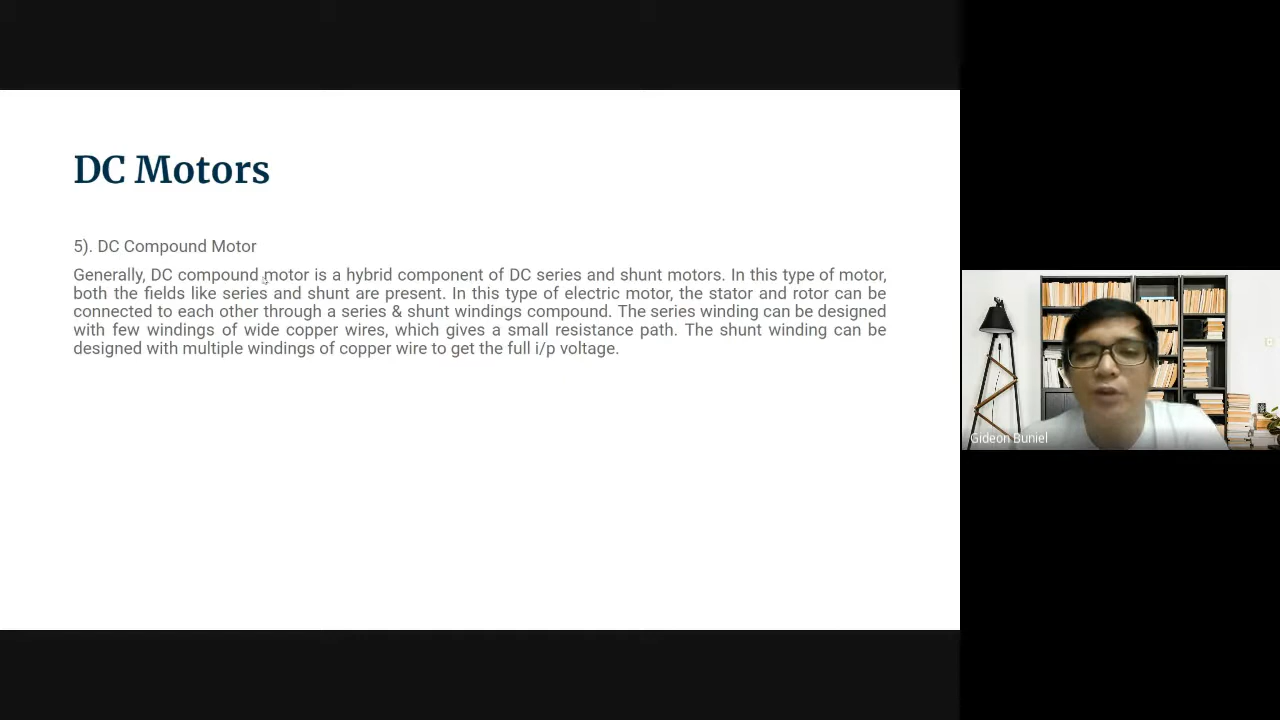 DC Motors
5). DC Compound Motor
Generally, DC compound motor is a hybrid component of DC series and shunt motors. In this type of motor,
both the fields like series and shunt are present. In this type of electric motor, the stator and rotor can be
connected to each other through a series & shunt windings compound. The series winding can be designed
with few windings of wide copper wires, which gives a small resistance path. The shunt winding can be
designed with multiple windings of copper wire to get the full i/p voltage.
Gideon Buniel